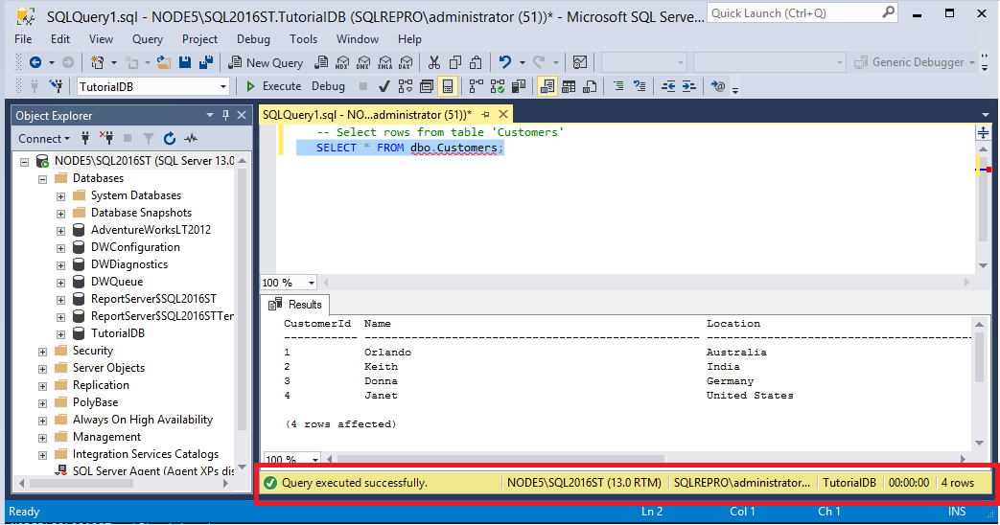 SQLQuery1.sql - NODE5\SQL2016ST.TutorialDB (SQLREPRO\administrator (51))* - Microsoft SQL Serve...
Quick Launch (Ctrl+Q)
File Edit View Query Project Debug Tools Window Help
New Query MDX DMX XMLA DAX Generic Debugger
TutorialDB Execute Debug
Object Explorer
Connect
NODE5\SQL2016ST (SQL Server 13.0
Databases
System Databases
Database Snapshots
AdventureWorksLT2012
DWConfiguration
DWDiagnostics
DWQueue
ReportServer$SQL2016ST
ReportServer$SQL2016STTer
TutorialDB
Security
Server Objects
Replication
PolyBase
Always On High Availability
Management
Integration Services Catalogs
SQL Server Agent (Agent XPs dis
SQLQuery1.sql - NO...administrator (51))*
-- Select rows from table 'Customers'
SELECT * FROM dbo.Customers;
100 %
Results
CustomerId Name Location
1 Orlando Australia
2 Keith India
3 Donna Germany
4 Janet United States
(4 rows affected)
100 %
Query executed successfully. NODE5\SQL2016ST (13.0 RTM) SQLREPRO\administrator... TutorialDB 00:00:00 4 rows
Ready Ln 2 Col 1 Ch 1 INS